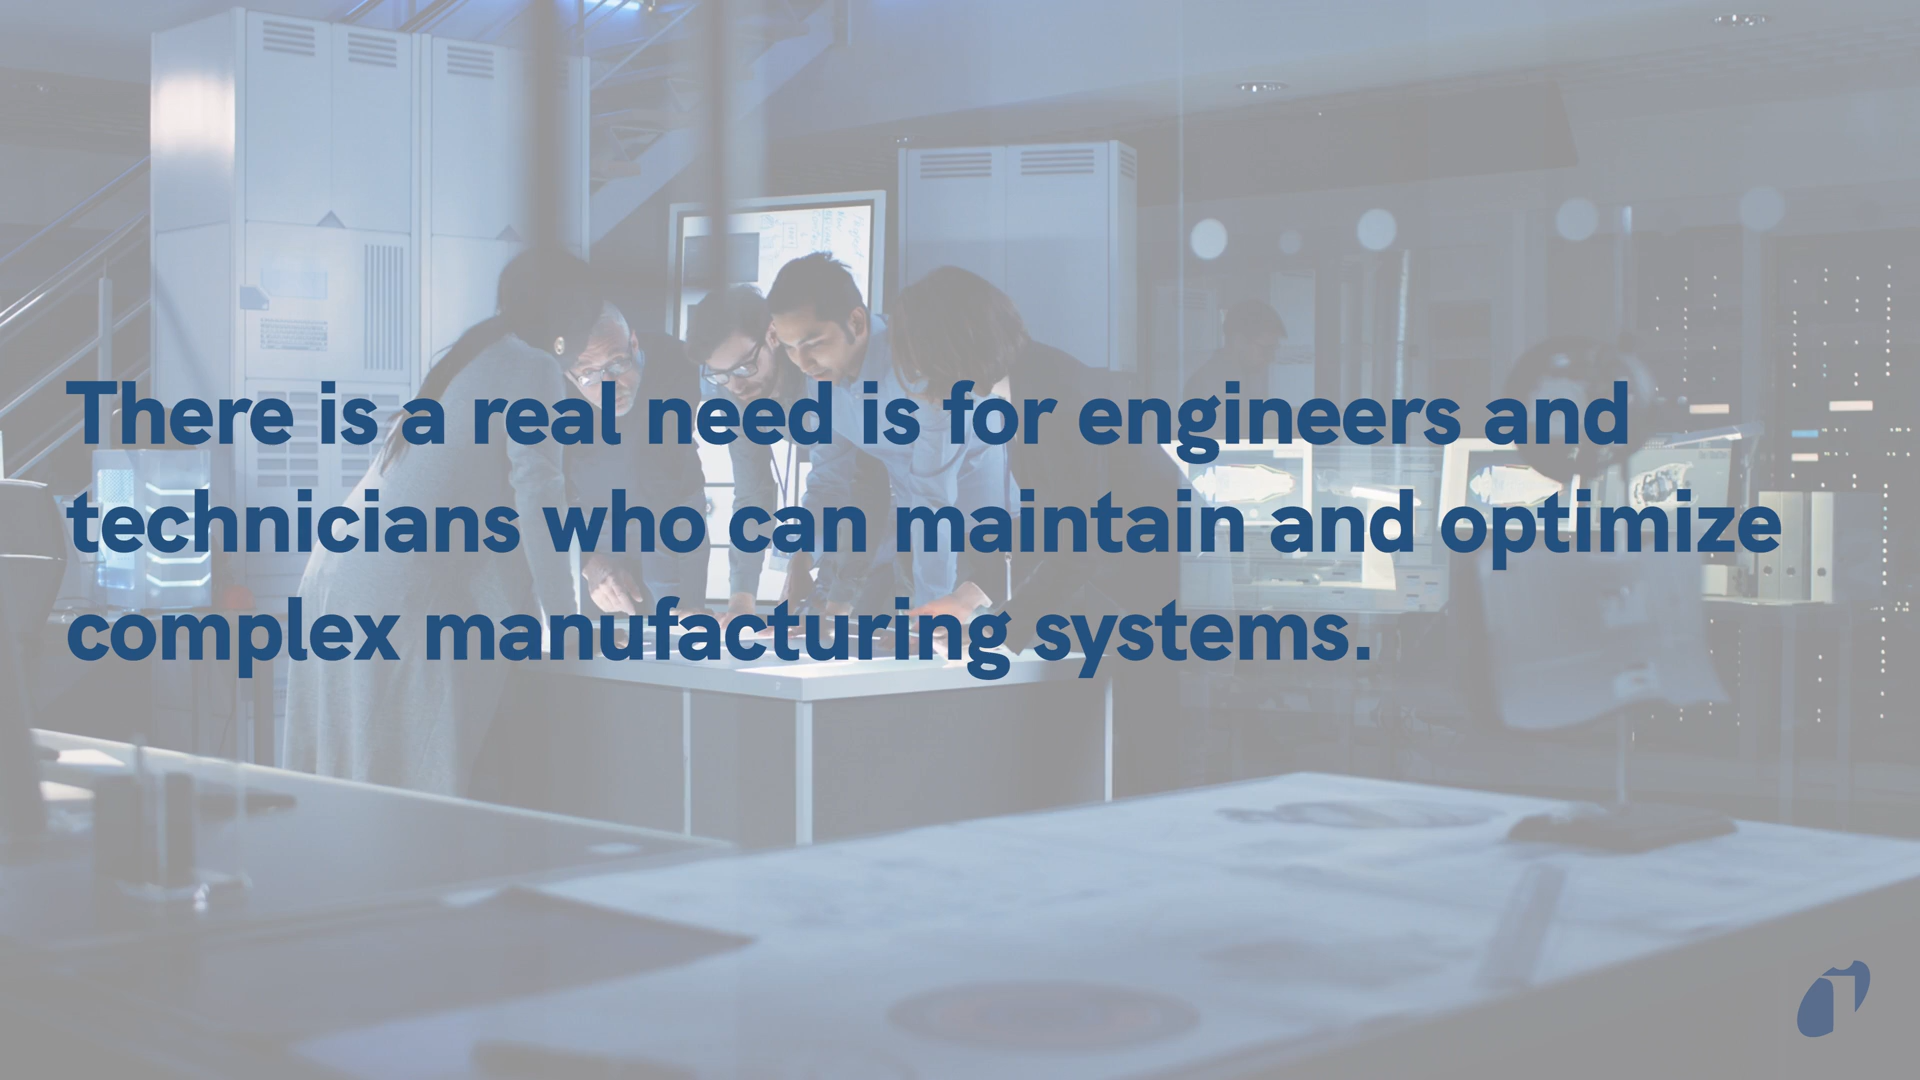 There is a real need is for engineers and
technicians who can maintain and optimize
complex manufacturing systems.